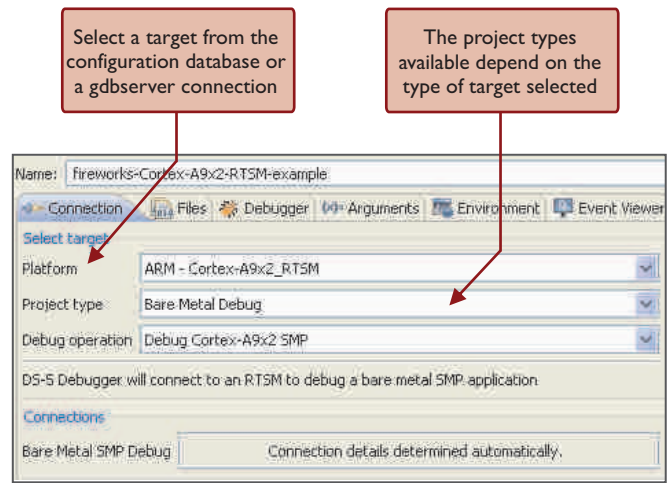 Select a target from the
configuration database or
a gdbserver connection
The project types
available depend on the
type of target selected
Name: fireworks-Cortex-A9x2-RTSM-example
Connection Files Debugger Arguments Environment Event Viewer
Select target
Platform ARM - Cortex-A9x2_RTSM
Project type Bare Metal Debug
Debug operation Debug Cortex-A9x2 SMP
DS-5 Debugger will connect to an RTSM to debug a bare metal SMP application
Connections
Bare Metal SMP Debug Connection details determined automatically.